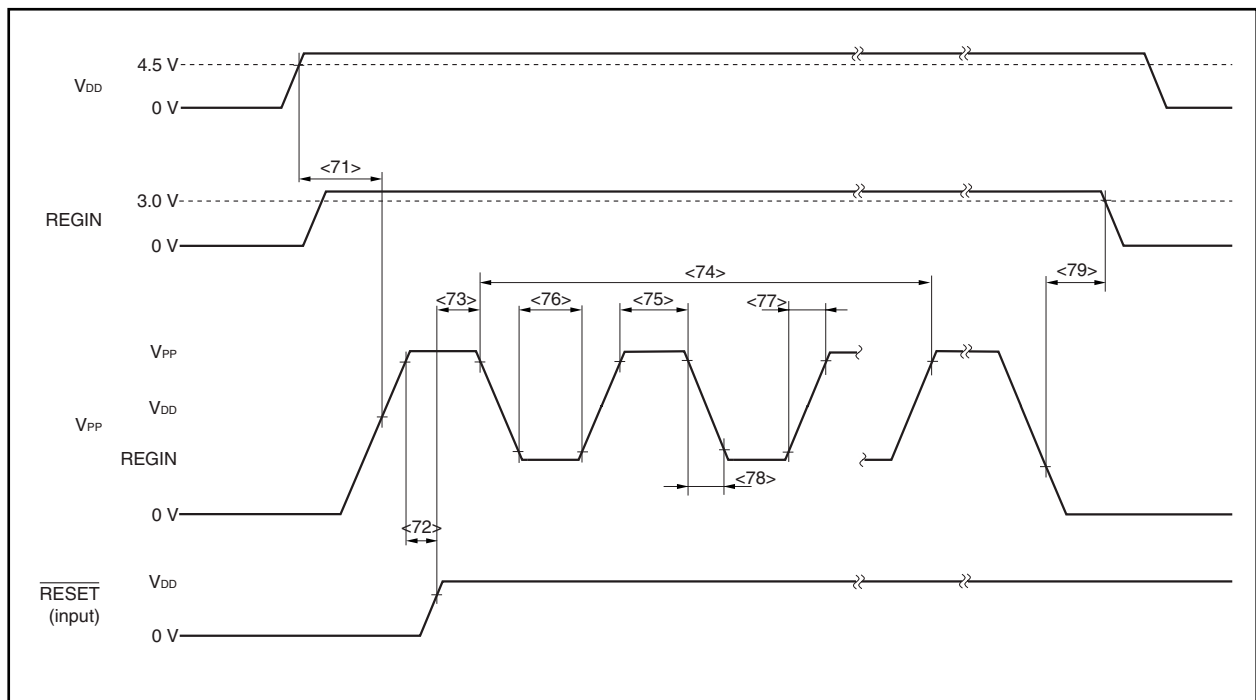 4.5 V
VDD
0 V
<71>
3.0 V
REGIN
0 V
<74>
<79>
<73>
<76>
<75>
<77>
VPP
VDD
VPP
REGIN
<78>
0 V
<72>
VDD
RESET
(input)
0 V